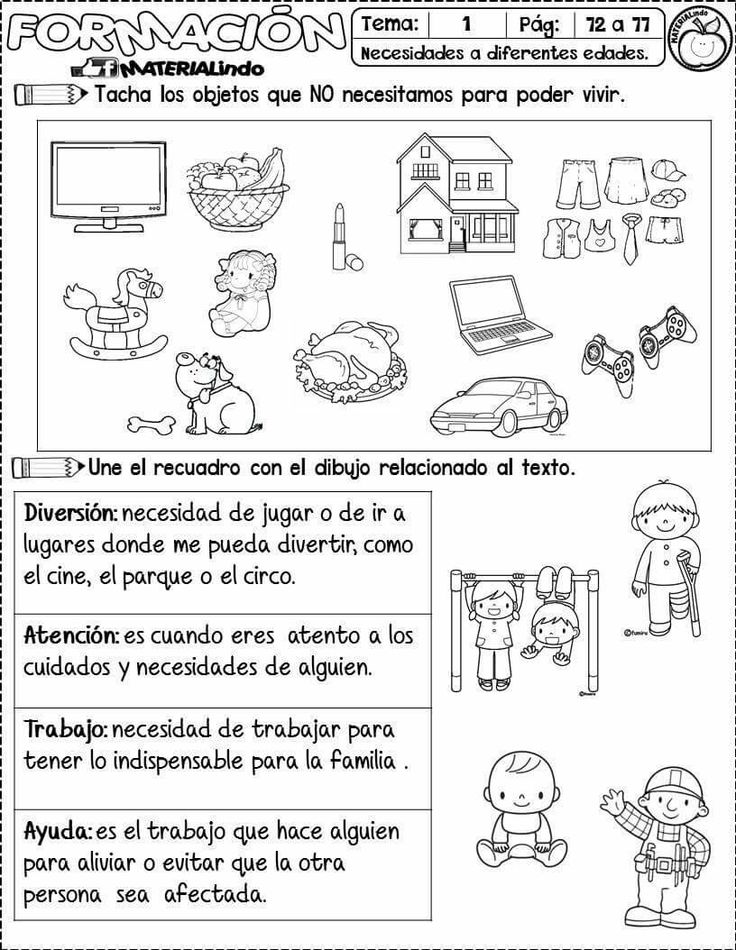 FORMACIÓN
Tema: 1 Pág: 72 a 77
Necesidades a diferentes edades.
MATERIALindo
MATERIALindo
Tacha los objetos que NO necesitamos para poder vivir.
Une el recuadro con el dibujo relacionado al texto.
Diversión: necesidad de jugar o de ir a
lugares donde me pueda divertir, como
el cine, el parque o el circo.
Atención: es cuando eres atento a los
cuidados y necesidades de alguien.
Trabajo: necesidad de trabajar para
tener lo indispensable para la familia .
Ayuda: es el trabajo que hace alguien
para aliviar o evitar que la otra
persona sea afectada.
©fumiru
©fumiru